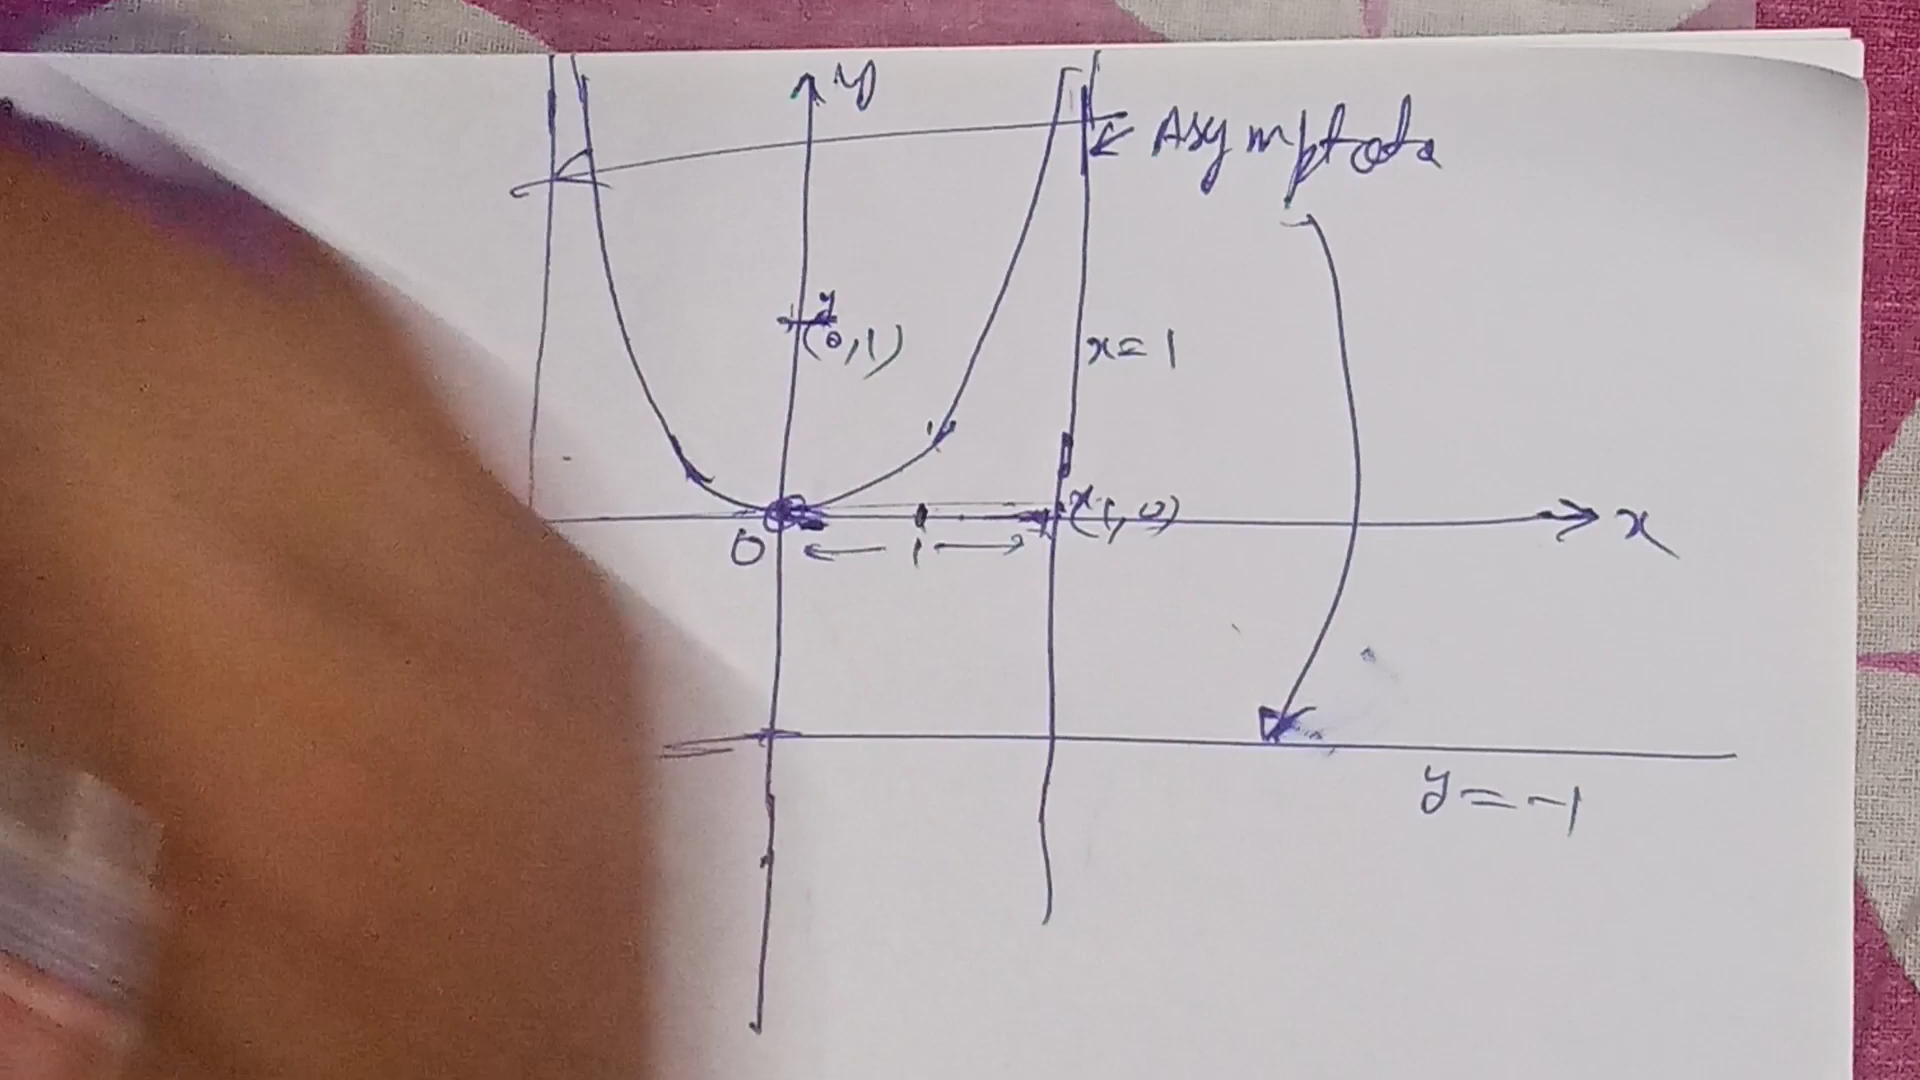 y
Asymptote
y
(0,1)
x=1
x
(1,0)
O
1
x
y=-1